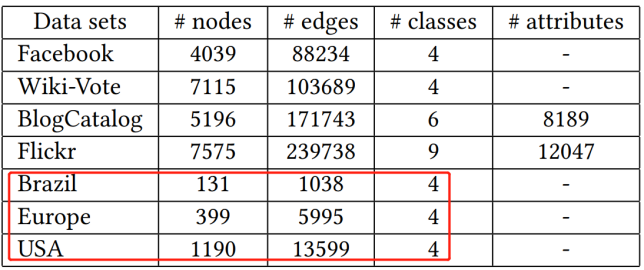 Data sets # nodes # edges # classes # attributes
Facebook 4039 88234 4 -
Wiki-Vote 7115 103689 4 -
BlogCatalog 5196 171743 6 8189
Flickr 7575 239738 9 12047
Brazil 131 1038 4 -
Europe 399 5995 4 -
USA 1190 13599 4 -